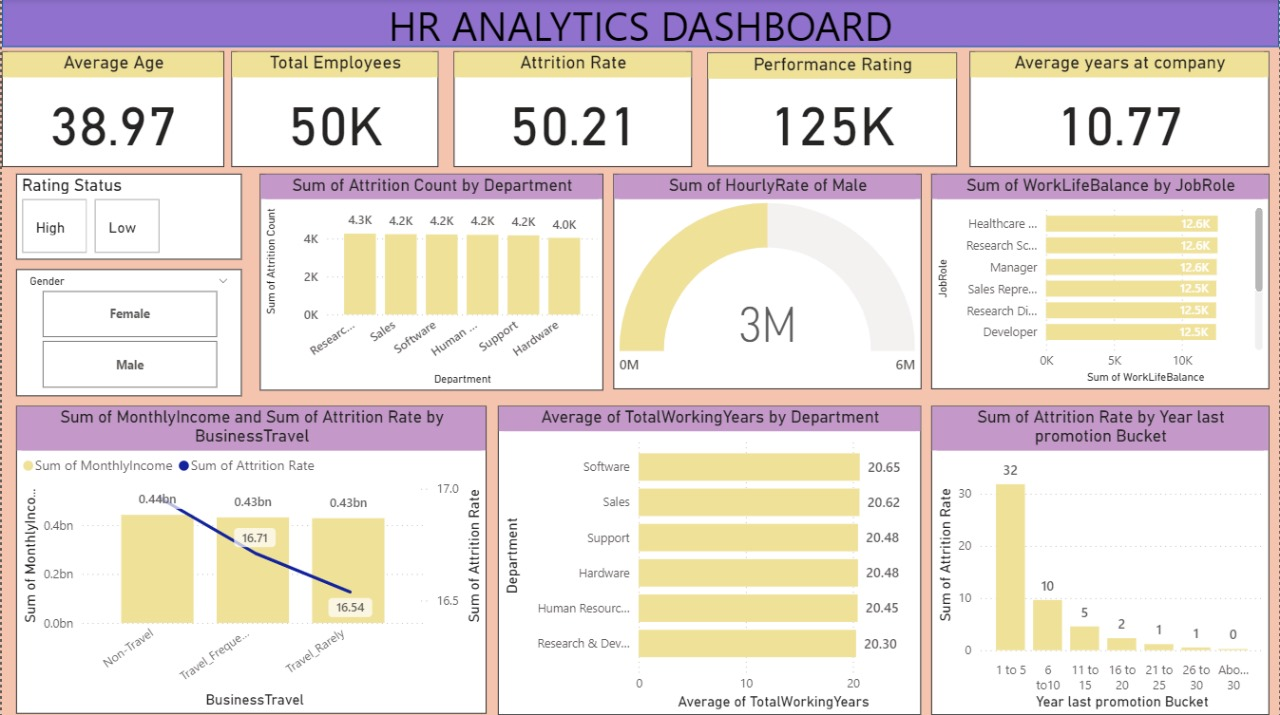 HR ANALYTICS DASHBOARD
Average Age
38.97
Total Employees
50K
Attrition Rate
50.21
Performance Rating
125K
Average years at company
10.77
Rating Status
High
Low
Gender
Female
Male
Sum of Attrition Count by Department
Sum of Attrition Count
4K
2K
0K
4.3K
4.2K
4.2K
4.2K
4.2K
4.0K
Researc...
Sales
Software
Human ...
Support
Hardware
Department
Sum of HourlyRate of Male
3M
0M
6M
Sum of WorkLifeBalance by JobRole
JobRole
Healthcare ...
12.6K
Research Sc...
12.6K
Manager
12.6K
Sales Repre...
12.5K
Research Di...
12.5K
Developer
12.5K
0K
5K
10K
Sum of WorkLifeBalance
Sum of MonthlyIncome and Sum of Attrition Rate by
BusinessTravel
Sum of MonthlyIncome
Sum of Attrition Rate
Sum of MonthlyInco...
0.4bn
0.2bn
0.0bn
0.44bn
0.43bn
0.43bn
16.71
16.54
17.0
16.5
Sum of Attrition Rate
Non-Travel
Travel_Freque...
Travel_Rarely
BusinessTravel
Average of TotalWorkingYears by Department
Department
Software
20.65
Sales
20.62
Support
20.48
Hardware
20.48
Human Resourc...
20.45
Research & Dev...
20.30
0
10
20
Average of TotalWorkingYears
Sum of Attrition Rate by Year last
promotion Bucket
Sum of Attrition Rate
30
20
10
0
32
10
5
2
1
1
0
1 to 5
6
to10
11 to
15
16 to
20
21 to
25
26 to
30
Abo...
30
Year last promotion Bucket